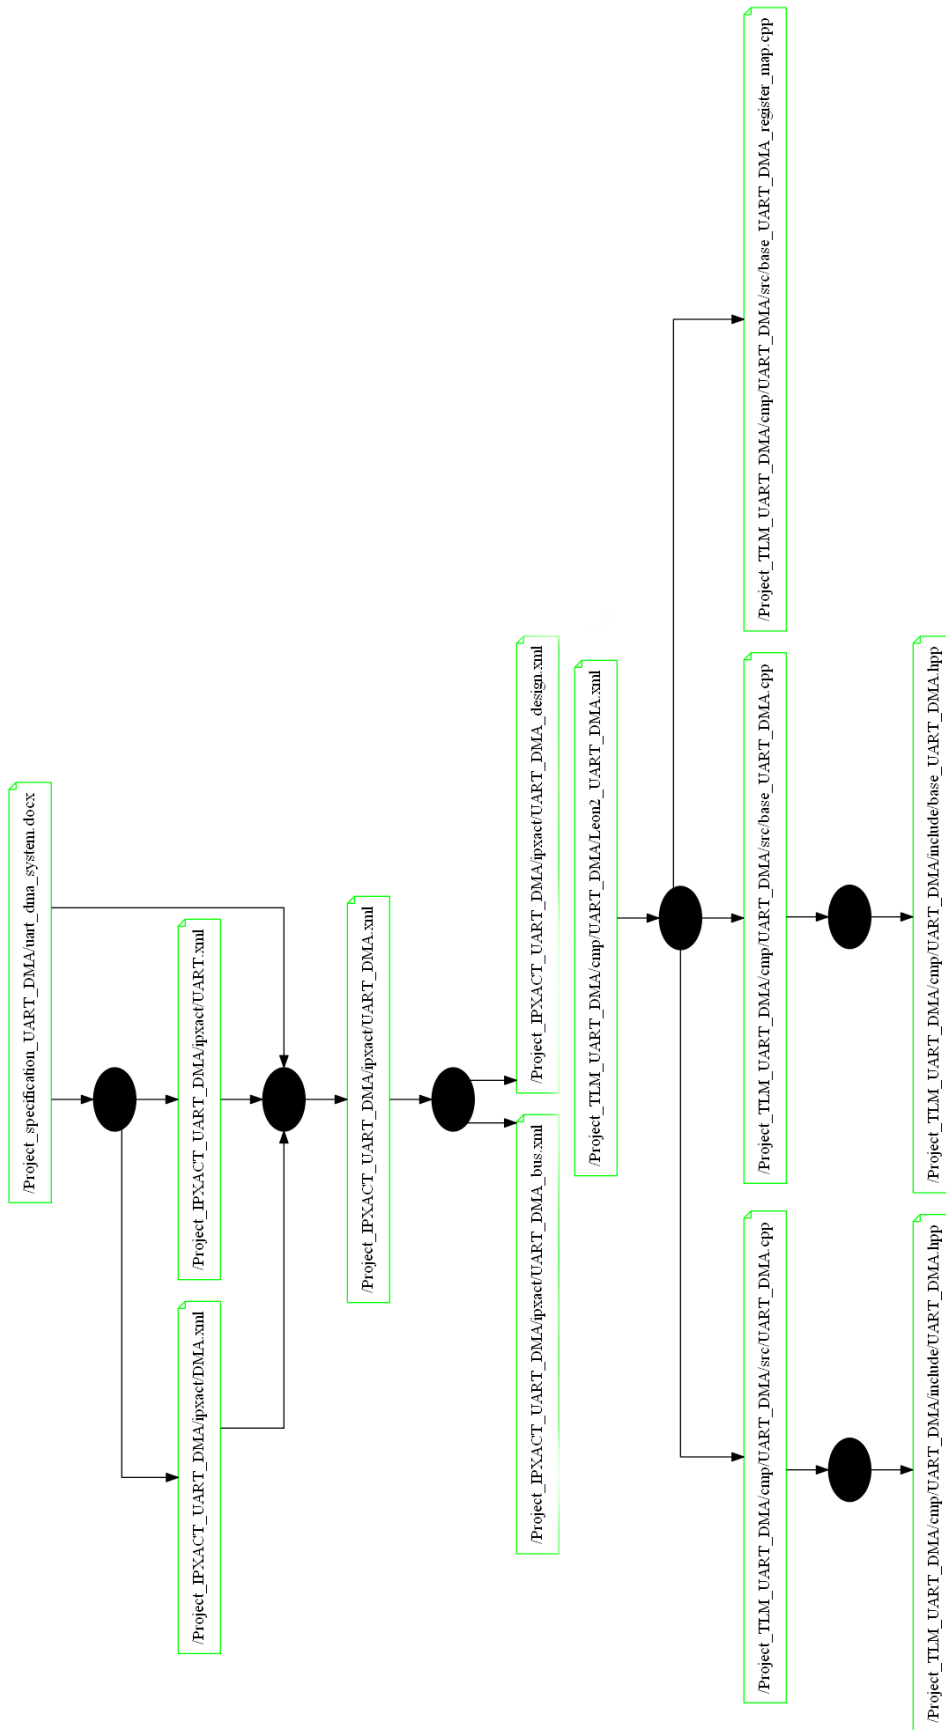 /Project_specification_UART_DMA/uart_dma_system.docx
/Project_IPXACT_UART_DMA/ipxact/DMA.xml
/Project_IPXACT_UART_DMA/ipxact/UART.xml
/Project_IPXACT_UART_DMA/ipxact/UART_DMA.xml
/Project_IPXACT_UART_DMA/ipxact/UART_DMA_bus.xml
/Project_IPXACT_UART_DMA/ipxact/UART_DMA_design.xml
/Project_TLM_UART_DMA/cmp/UART_DMA/Leon2_UART_DMA.xml
/Project_TLM_UART_DMA/cmp/UART_DMA/src/UART_DMA.cpp
/Project_TLM_UART_DMA/cmp/UART_DMA/src/base_UART_DMA.cpp
/Project_TLM_UART_DMA/cmp/UART_DMA/src/base_UART_DMA_register_map.cpp
/Project_TLM_UART_DMA/cmp/UART_DMA/include/UART_DMA.hpp
/Project_TLM_UART_DMA/cmp/UART_DMA/include/base_UART_DMA.hpp